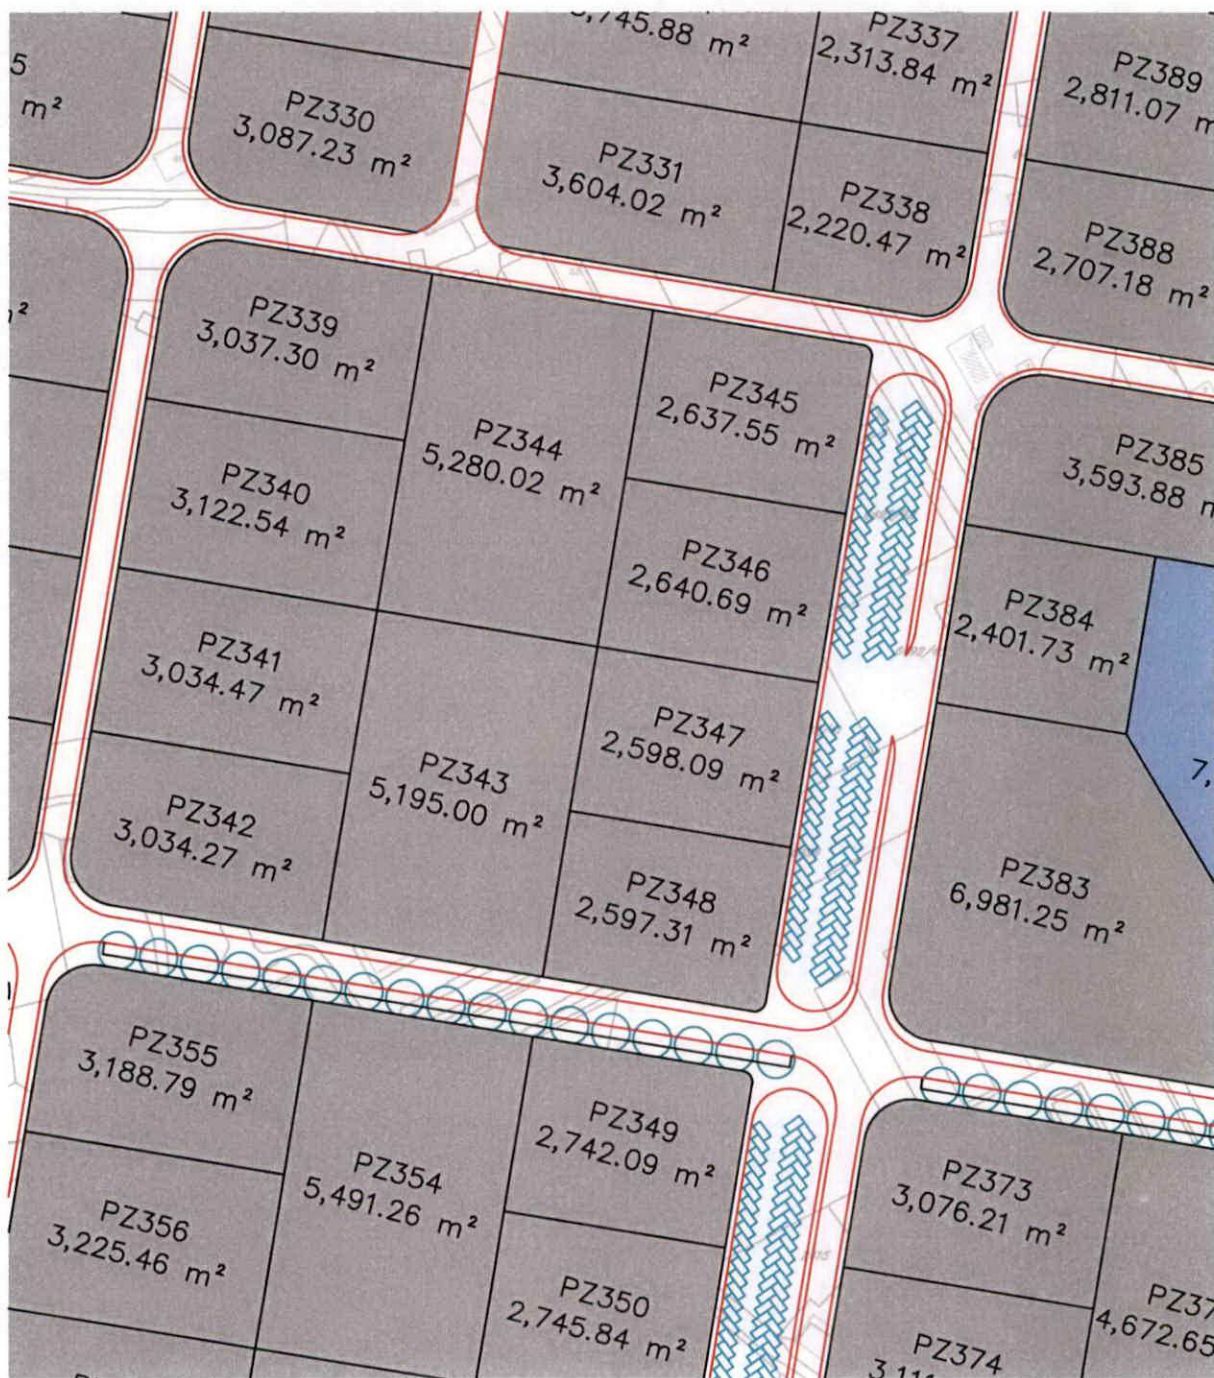 5
m²
PZ330
3,087.23 m²
,745.88 m²
PZ337
2,313.84 m²
PZ389
2,811.07 m
PZ331
3,604.02 m²
PZ338
2,220.47 m²
PZ388
2,707.18 m²
PZ339
3,037.30 m²
PZ344
5,280.02 m²
PZ345
2,637.55 m²
PZ385
3,593.88 m
PZ340
3,122.54 m²
PZ346
2,640.69 m²
PZ384
2,401.73 m²
PZ341
3,034.47 m²
PZ343
5,195.00 m²
PZ347
2,598.09 m²
7,
PZ342
3,034.27 m²
PZ348
2,597.31 m²
PZ383
6,981.25 m²
PZ355
3,188.79 m²
PZ354
5,491.26 m²
PZ349
2,742.09 m²
PZ373
3,076.21 m²
PZ356
3,225.46 m²
PZ350
2,745.84 m²
PZ37
4,672.65
PZ374